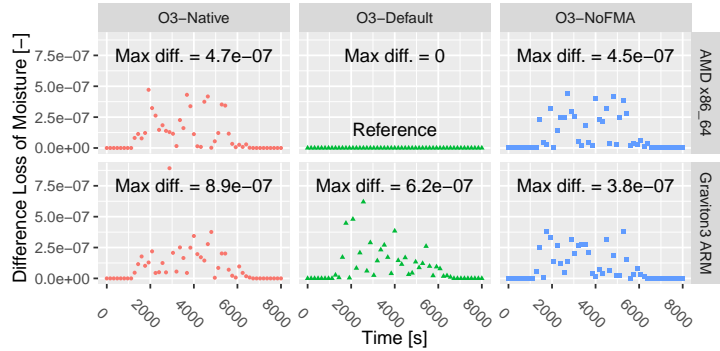 O3−Native O3−Default O3−NoFMA
Difference Loss of Moisture [−]
7.5e−07
5.0e−07
2.5e−07
0.0e+00
Max diff. = 4.7e−07 Max diff. = 0 Max diff. = 4.5e−07
Reference
AMD x86_64
7.5e−07
5.0e−07
2.5e−07
0.0e+00
Max diff. = 8.9e−07 Max diff. = 6.2e−07 Max diff. = 3.8e−07
Graviton3 ARM
0 2000 4000 6000 8000 0 2000 4000 6000 8000 0 2000 4000 6000 8000
Time [s]